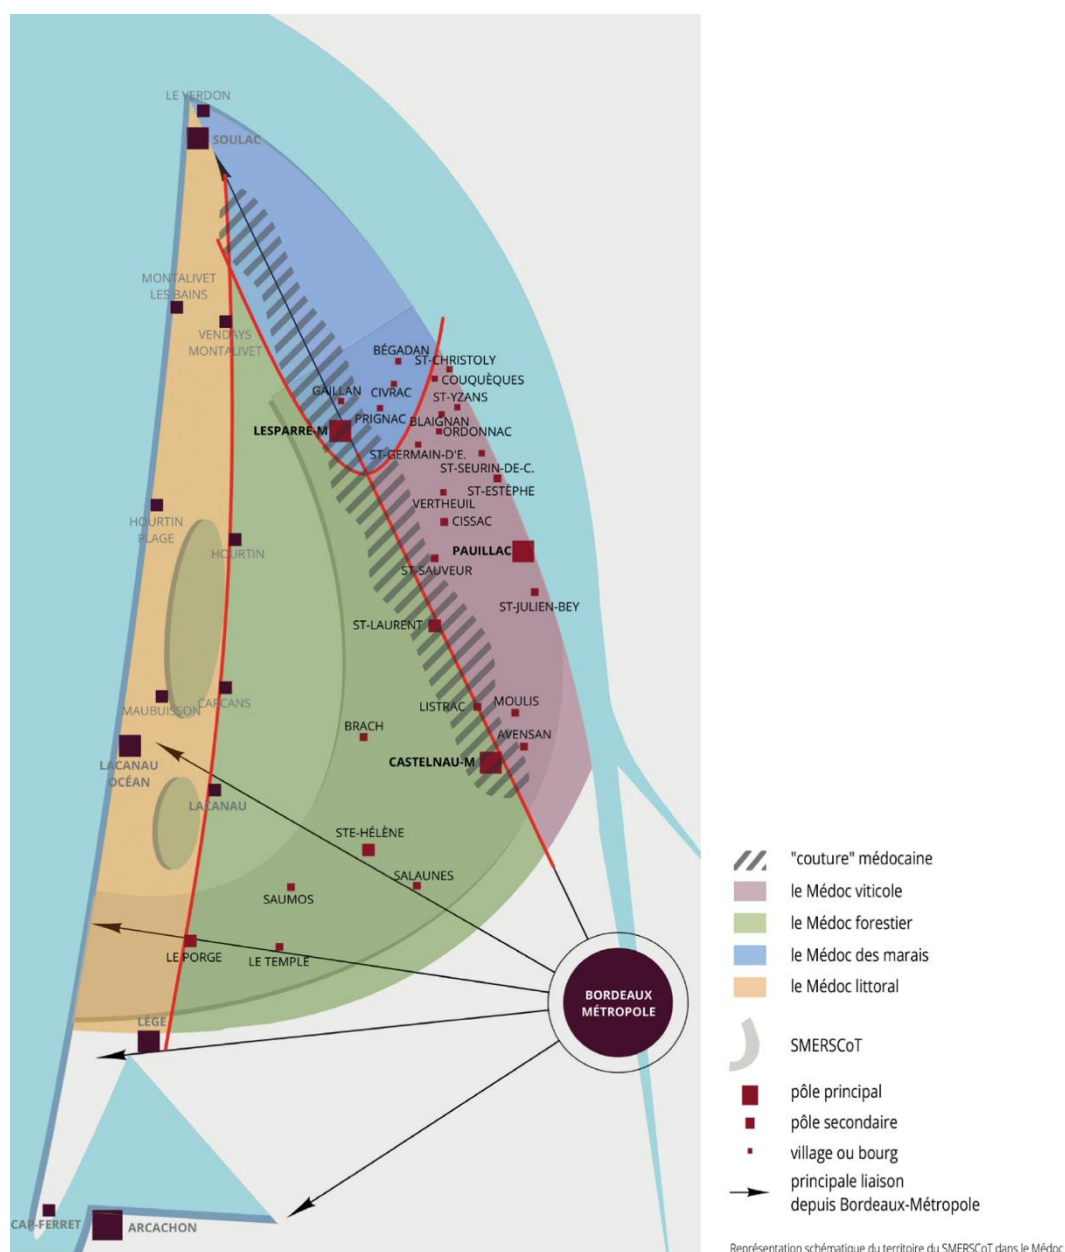 LE VERDON
SOULAC
MONTALIVET
LES BAINS
VENDAYS
MONTALIVET
BÉGADAN
ST-CHRISTOLY
COUQUÈQUES
GAILLAN
CIVRAC
ST-YZANS
PRIGNAC
BLAIGNAN
LESPARRE-M
ORDONNAC
ST-GERMAIN-D'E.
ST-SEURIN-DE-C.
ST-ESTÈPHE
VERTHEUIL
HOURTIN
PLAGE
CISSAC
HOURTIN
PAUILLAC
ST-SAUVEUR
ST-JULIEN-BEY
ST-LAURENT
MAUBUISSON
CARCANS
LISTRAC
MOULIS
BRACH
AVENSAN
LACANAU
OCÉAN
CASTELNAU-M
LACANAU
STE-HÉLÈNE
SALAUNES
SAUMOS
LE PORGE
LE TEMPLE
BORDEAUX
MÉTROPOLE
LÈGE
CAP-FERRET
ARCACHON
"couture" médocaine
le Médoc viticole
le Médoc forestier
le Médoc des marais
le Médoc littoral
SMERSCoT
pôle principal
pôle secondaire
village ou bourg
principale liaison
depuis Bordeaux-Métropole
Représentation schématique du territoire du SMERSCoT dans le Médoc